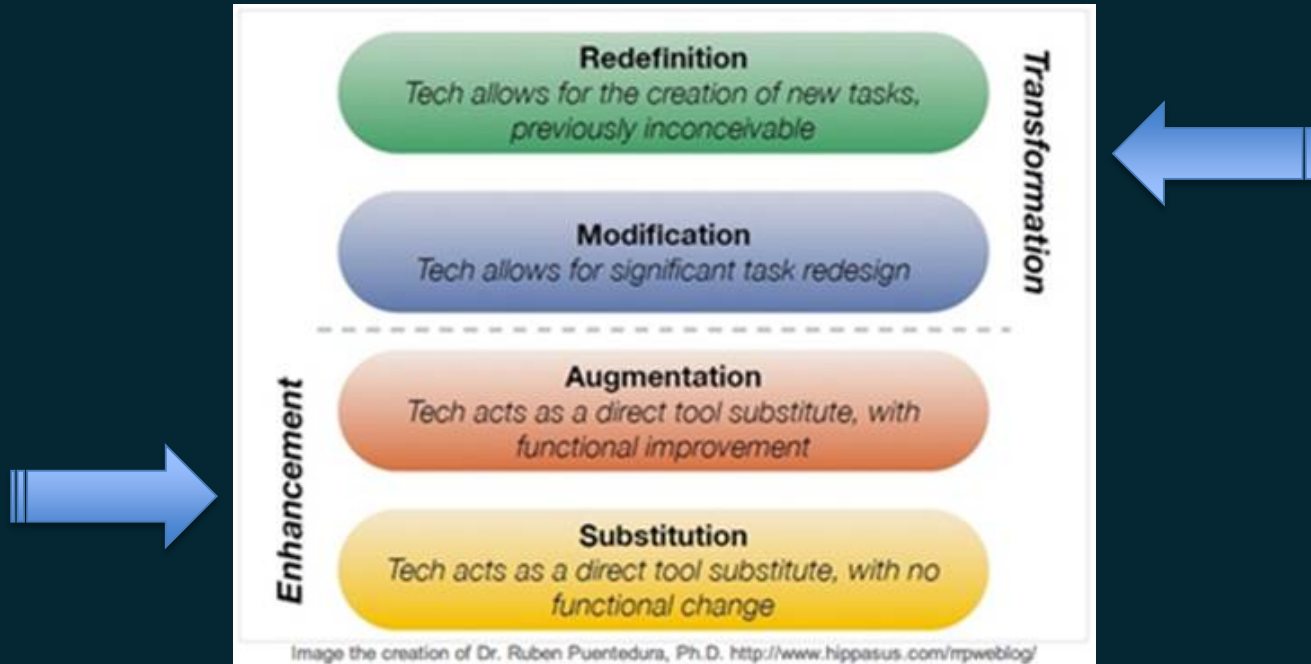 Redefinition
Tech allows for the creation of new tasks,
previously inconceivable
Transformation
Modification
Tech allows for significant task redesign
Enhancement
Augmentation
Tech acts as a direct tool substitute, with
functional improvement
Substitution
Tech acts as a direct tool substitute, with no
functional change
Image the creation of Dr. Ruben Puentedura, Ph.D. http://www.hippasus.com/rrpweblog/